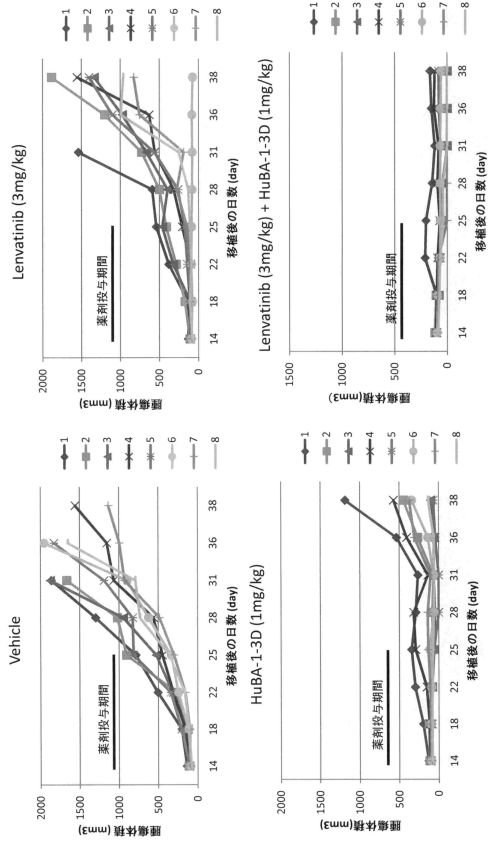 Vehicle
腫瘍体積 (mm3)
2000
1500
1000
500
0
薬剤投与期間
14 18 22 25 28 31 36 38
移植後の日数 (day)
1
2
3
4
5
6
7
8
Lenvatinib (3mg/kg)
腫瘍体積 (mm3)
2000
1500
1000
500
0
薬剤投与期間
14 18 22 25 28 31 36 38
移植後の日数 (day)
1
2
3
4
5
6
7
8
HuBA-1-3D (1mg/kg)
腫瘍体積(mm3)
1500
1000
500
0
薬剤投与期間
14 18 22 25 28 31 36 38
移植後の日数 (day)
1
2
3
4
5
6
7
8
Lenvatinib (3mg/kg) + HuBA-1-3D (1mg/kg)
腫瘍体積 (mm3)
1500
1000
500
0
薬剤投与期間
14 18 22 25 28 31 36 38
移植後の日数 (day)
1
2
3
4
5
6
7
8